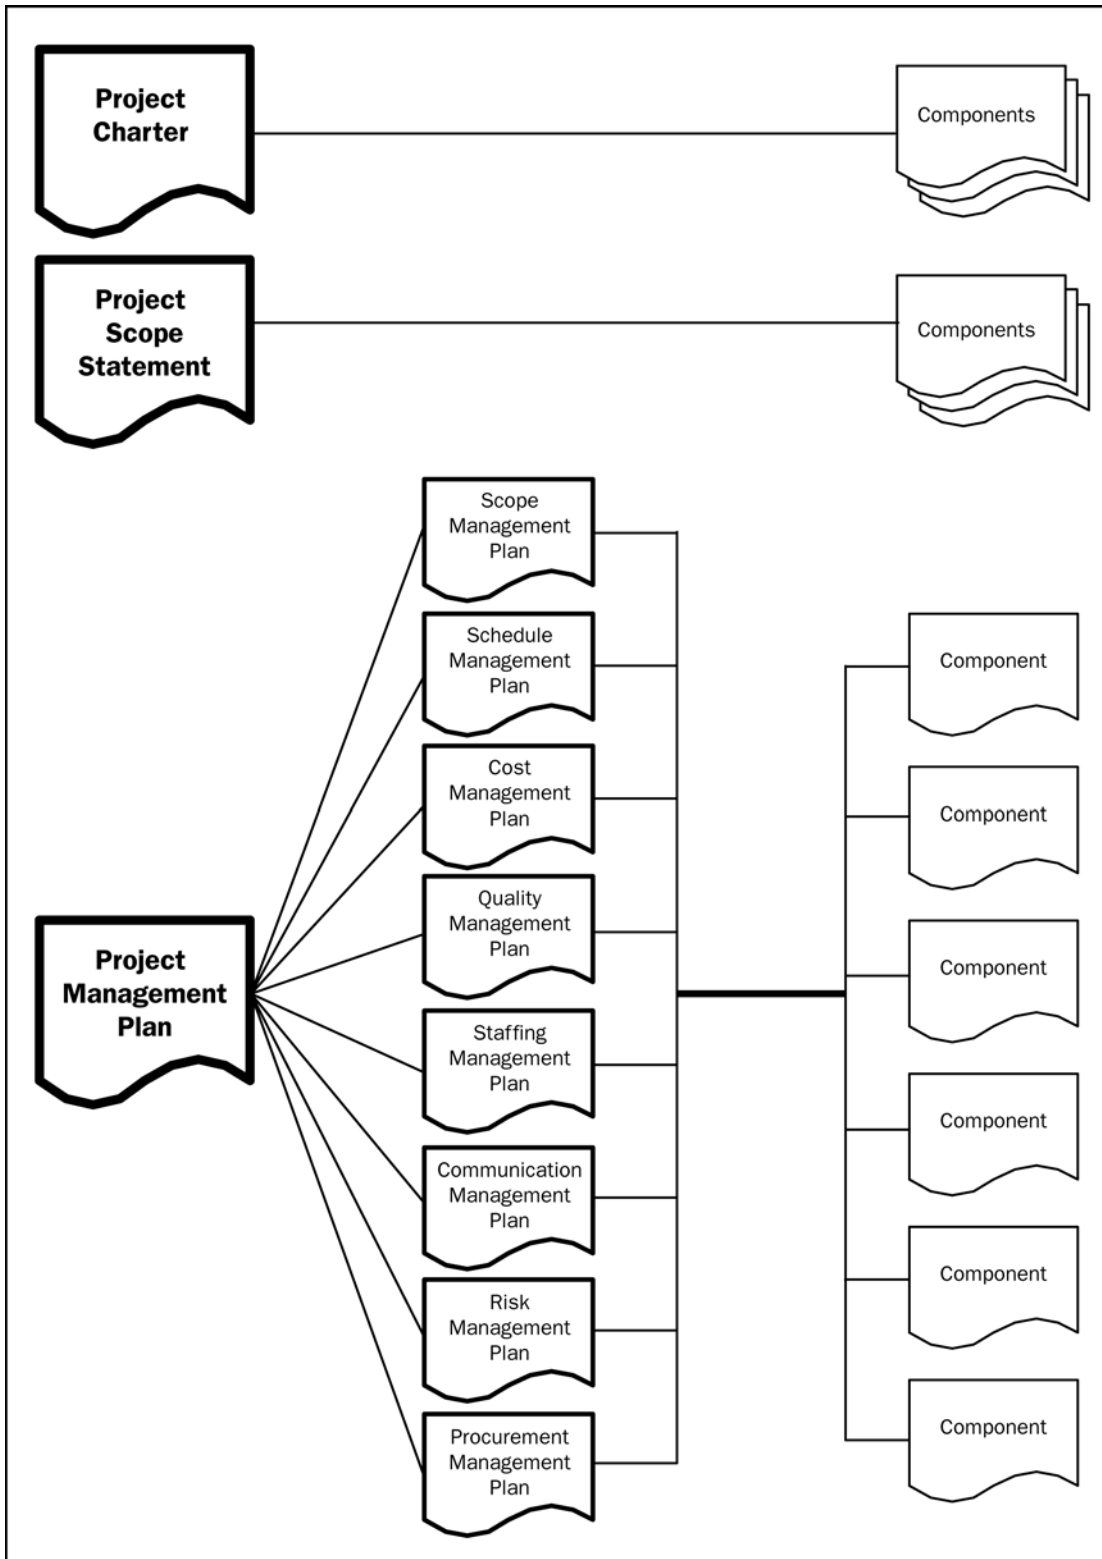 Project
Charter
Components
Project
Scope
Statement
Components
Project
Management
Plan
Scope
Management
Plan
Schedule
Management
Plan
Cost
Management
Plan
Quality
Management
Plan
Staffing
Management
Plan
Communication
Management
Plan
Risk
Management
Plan
Procurement
Management
Plan
Component
Component
Component
Component
Component
Component